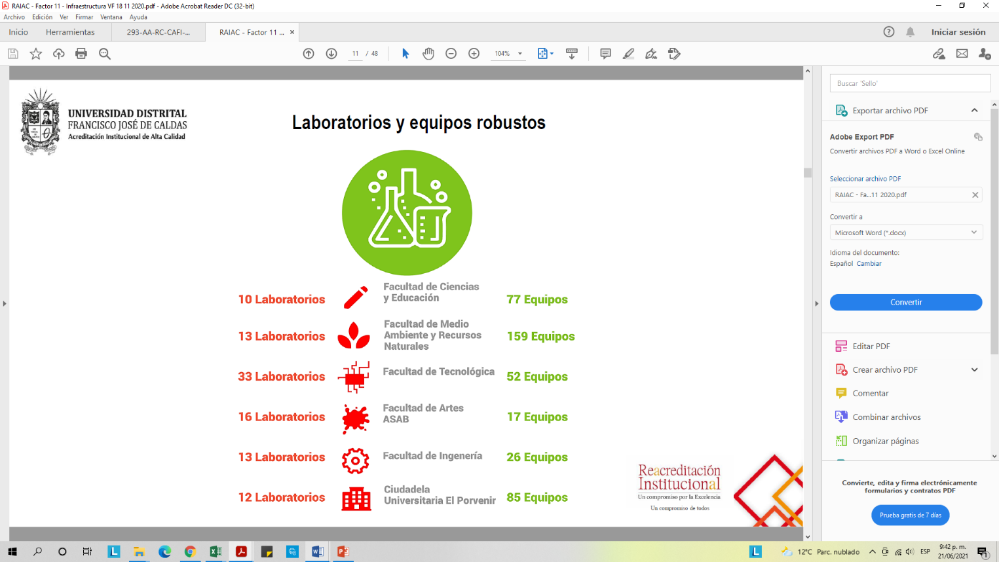 RAIAC - Factor 11 - Infraestructura VF 18 11 2020.pdf - Adobe Acrobat Reader DC (32-bit)
Archivo Edición Ver Firmar Ventana Ayuda
Inicio Herramientas 293-AA-RC-CAFI-... RAIAC - Factor 11 ... × Iniciar sesión
11 / 48 104%
UNIVERSIDAD DISTRITAL
FRANCISCO JOSÉ DE CALDAS
Acreditación Institucional de Alta Calidad
Laboratorios y equipos robustos
10 Laboratorios
Facultad de Ciencias
y Educación
77 Equipos
13 Laboratorios
Facultad de Medio
Ambiente y Recursos
Naturales
159 Equipos
33 Laboratorios
Facultad de Tecnológica
52 Equipos
16 Laboratorios
Facultad de Artes
ASAB
17 Equipos
13 Laboratorios
Facultad de Ingenería
26 Equipos
12 Laboratorios
Ciudadela
Universitaria El Porvenir
85 Equipos
Reacreditación
Institucional
Un compromiso por la Excelencia
Un compromiso de todos
Buscar 'Sello'
Exportar archivo PDF
Adobe Export PDF
Convertir archivos PDF a Word o Excel Online
Seleccionar archivo PDF
RAIAC - Fa...11 2020.pdf
Convertir a
Microsoft Word (*.docx)
Idioma del documento:
Español Cambiar
Convertir
Editar PDF
Crear archivo PDF
Comentar
Combinar archivos
Organizar páginas
Convierte, edita y firma electrónicamente
formularios y contratos PDF
Prueba gratis de 7 días
12°C Parc. nublado ESP
9:42 p. m.
21/06/2021
1